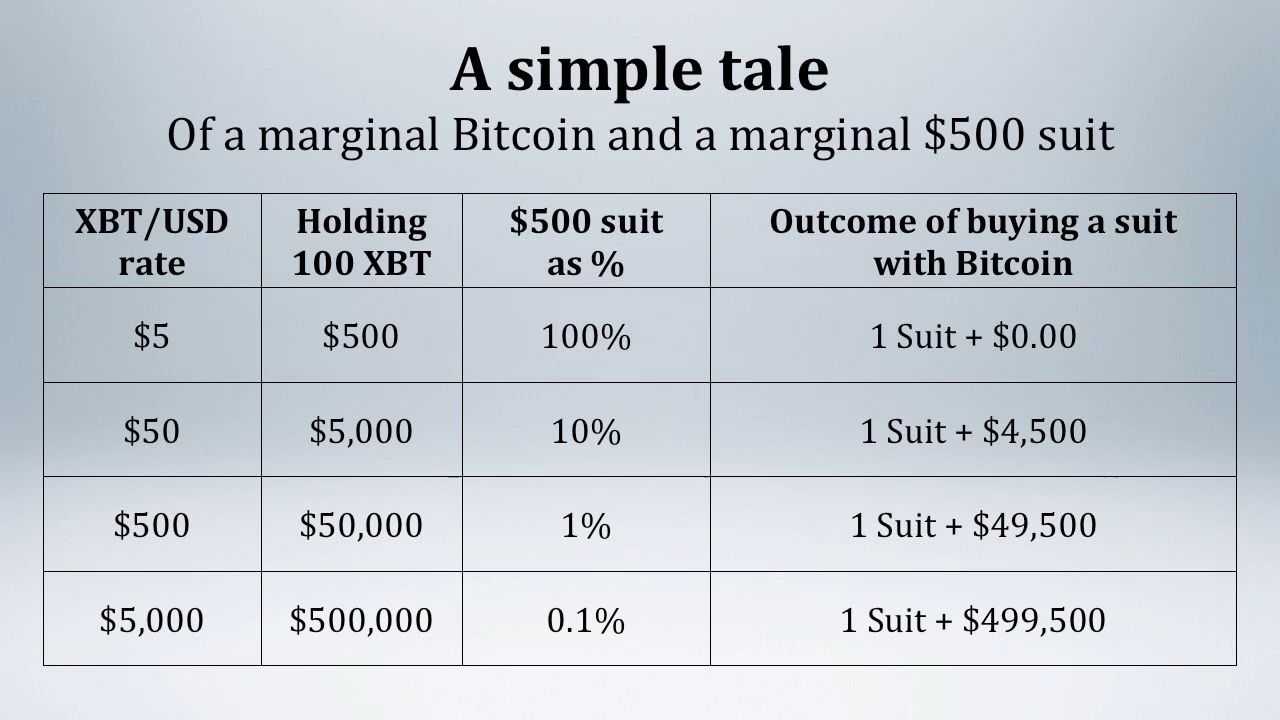 A simple tale
Of a marginal Bitcoin and a marginal $500 suit
XBT/USD rate
Holding 100 XBT
$500 suit as %
Outcome of buying a suit with Bitcoin
$5
$500
100%
1 Suit + $0.00
$50
$5,000
10%
1 Suit + $4,500
$500
$50,000
1%
1 Suit + $49,500
$5,000
$500,000
0.1%
1 Suit + $499,500